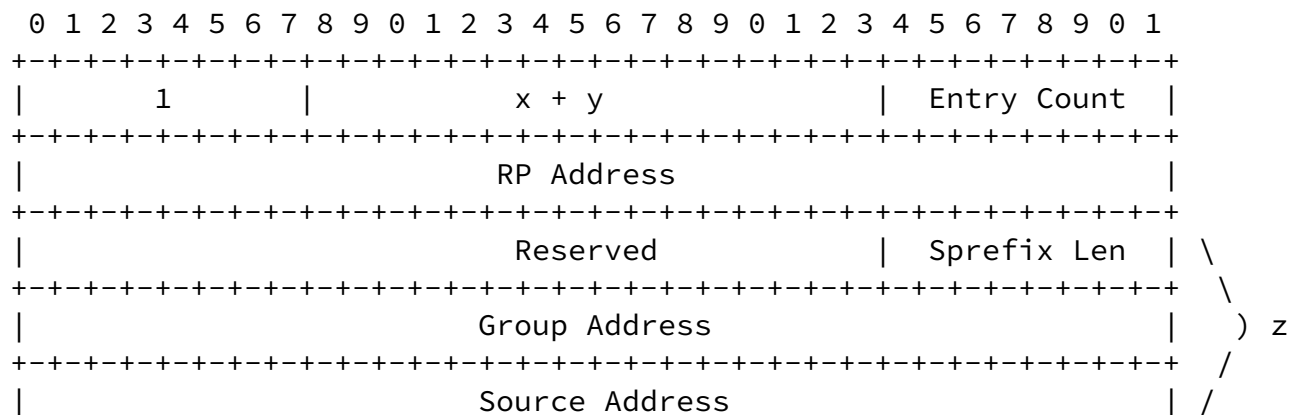 0 1 2 3 4 5 6 7 8 9 0 1 2 3 4 5 6 7 8 9 0 1 2 3 4 5 6 7 8 9 0 1
+-+-+-+-+-+-+-+-+-+-+-+-+-+-+-+-+-+-+-+-+-+-+-+-+-+-+-+-+-+-+-+-+
|       1       |           x + y               |  Entry Count  |
+-+-+-+-+-+-+-+-+-+-+-+-+-+-+-+-+-+-+-+-+-+-+-+-+-+-+-+-+-+-+-+-+
|                          RP Address                           |
+-+-+-+-+-+-+-+-+-+-+-+-+-+-+-+-+-+-+-+-+-+-+-+-+-+-+-+-+-+-+-+-+
|                           Reserved            |  Sprefix Len  | \
+-+-+-+-+-+-+-+-+-+-+-+-+-+-+-+-+-+-+-+-+-+-+-+-+-+-+-+-+-+-+-+-+  \
|                         Group Address                         |   ) z
+-+-+-+-+-+-+-+-+-+-+-+-+-+-+-+-+-+-+-+-+-+-+-+-+-+-+-+-+-+-+-+-+  /
|                         Source Address                        | /